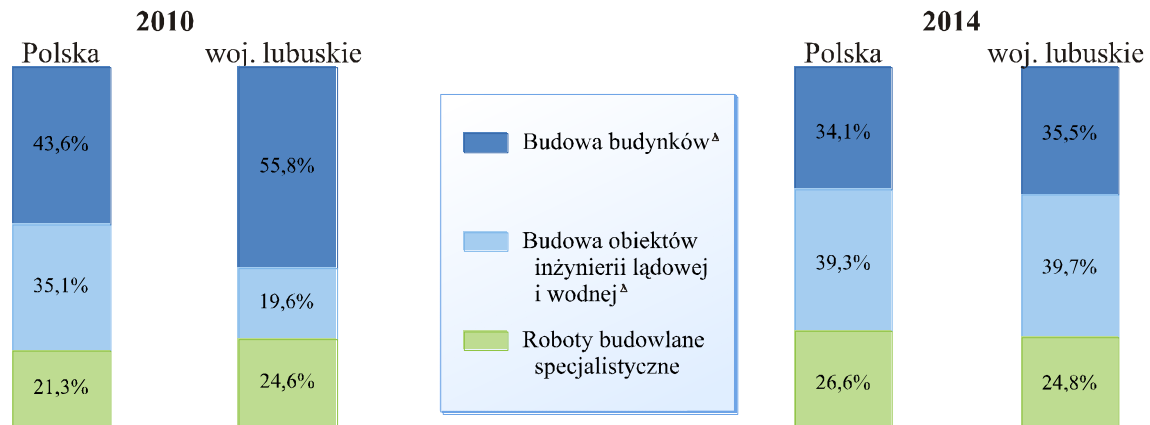 2010
Polska
woj. lubuskie
43,6%
35,1%
21,3%
55,8%
19,6%
24,6%
Budowa budynków Δ
Budowa obiektów
inżynierii lądowej
i wodnej Δ
Roboty budowlane
specjalistyczne
2014
Polska
woj. lubuskie
34,1%
39,3%
26,6%
35,5%
39,7%
24,8%